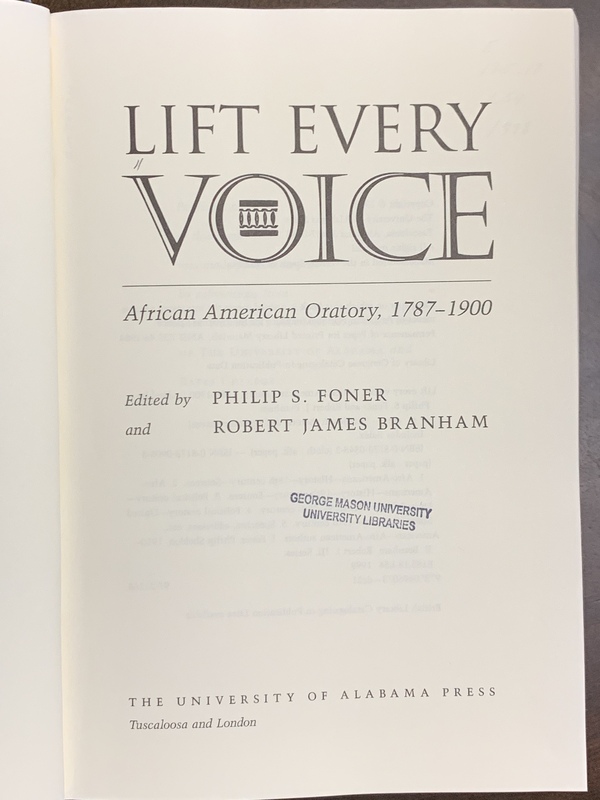 LIFT EVERY
VOICE
African American Oratory, 1787–1900
Edited by PHILIP S. FONER
and ROBERT JAMES BRANHAM
GEORGE MASON UNIVERSITY
UNIVERSITY LIBRARIES
THE UNIVERSITY OF ALABAMA PRESS
Tuscaloosa and London